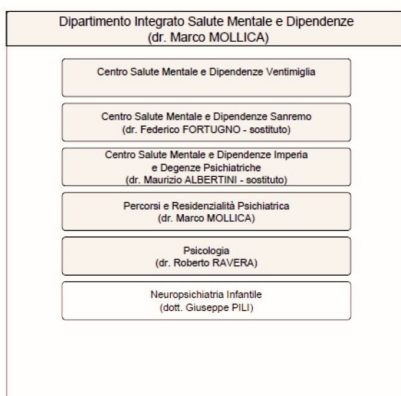 Dipartimento Integrato Salute Mentale e Dipendenze
(dr. Marco MOLLICA)
Centro Salute Mentale e Dipendenze Ventimiglia
Centro Salute Mentale e Dipendenze Sanremo
(dr. Federico FORTUGNO - sostituto)
Centro Salute Mentale e Dipendenze Imperia
e Degenze Psichiatriche
(dr. Maurizio ALBERTINI - sostituto)
Percorsi e Residenzialità Psichiatrica
(dr. Marco MOLLICA)
Psicologia
(dr. Roberto RAVERA)
Neuropsichiatria Infantile
(dott. Giuseppe PILI)